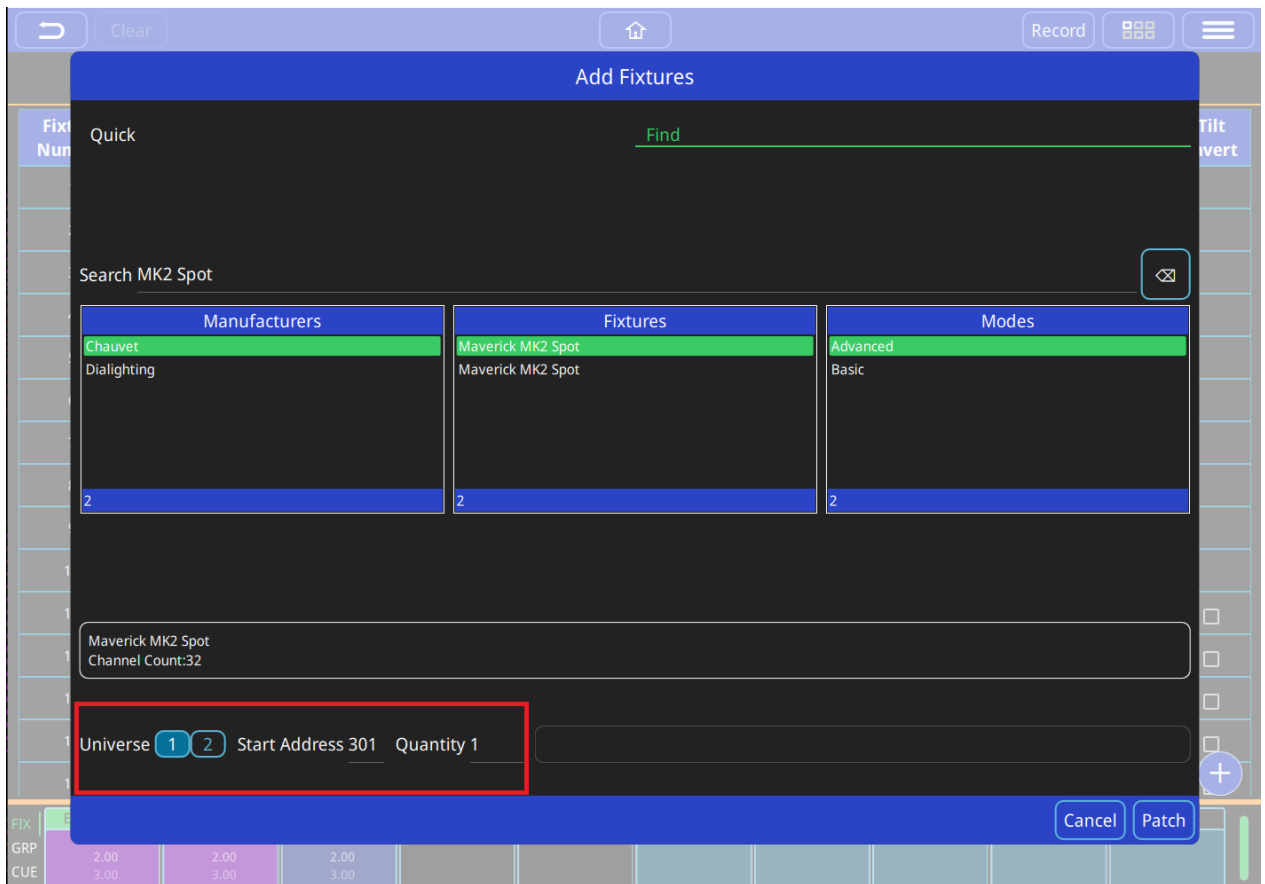 Clear
Record
Add Fixtures
Quick
Find
Tilt
Search MK2 Spot
Manufacturers
Fixtures
Modes
Chauvet
Maverick MK2 Spot
Advanced
Dialighting
Maverick MK2 Spot
Basic
2
2
2
Maverick MK2 Spot
Channel Count:32
Universe 1 2 Start Address 301 Quantity 1
Cancel
Patch
FIX
GRP
CUE
2.00
2.00
2.00
3.00
3.00
3.00